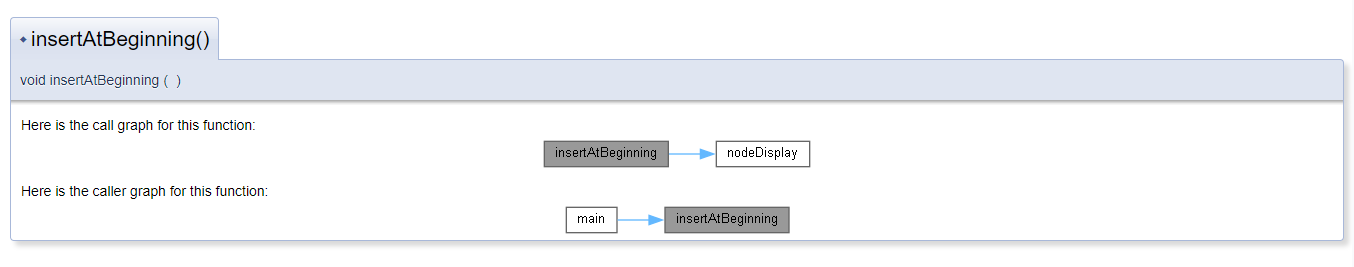 ◆ insertAtBeginning()
void insertAtBeginning ( )
Here is the call graph for this function:
insertAtBeginning nodeDisplay
Here is the caller graph for this function:
main insertAtBeginning